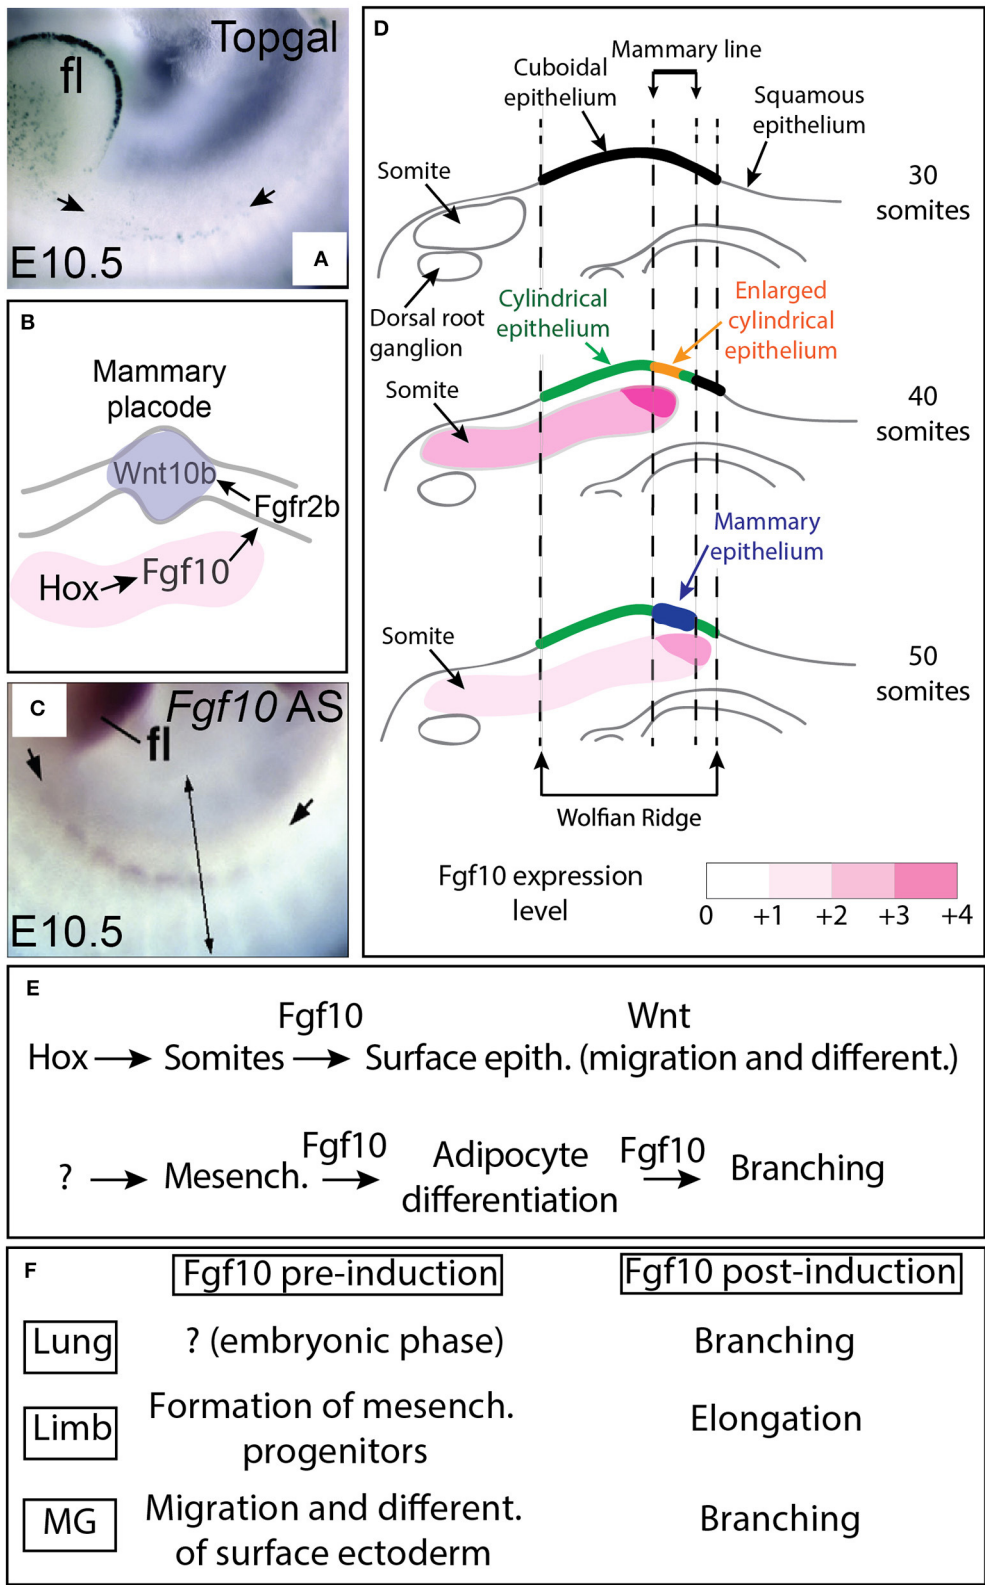 Topgal
fl
E10.5
A
B
Mammary
placode
Wnt10b
Fgfr2b
Hox
Fgf10
C
Fgf10 AS
fl
E10.5
D
Mammary line
Cuboidal
epithelium
Squamous
epithelium
Somite
30
somites
Dorsal root
ganglion
Cylindrical
epithelium
Enlarged
cylindrical
epithelium
Somite
40
somites
Mammary
epithelium
Somite
50
somites
Wolfian Ridge
Fgf10 expression
level
0 +1 +2 +3 +4
E
Fgf10 Wnt
Hox Somites Surface epith. (migration and different.)
Fgf10 Fgf10
? Mesench. Adipocyte
differentiation Branching
F
Fgf10 pre-induction Fgf10 post-induction
Lung ? (embryonic phase) Branching
Limb Formation of mesench.
progenitors Elongation
MG Migration and different.
of surface ectoderm Branching